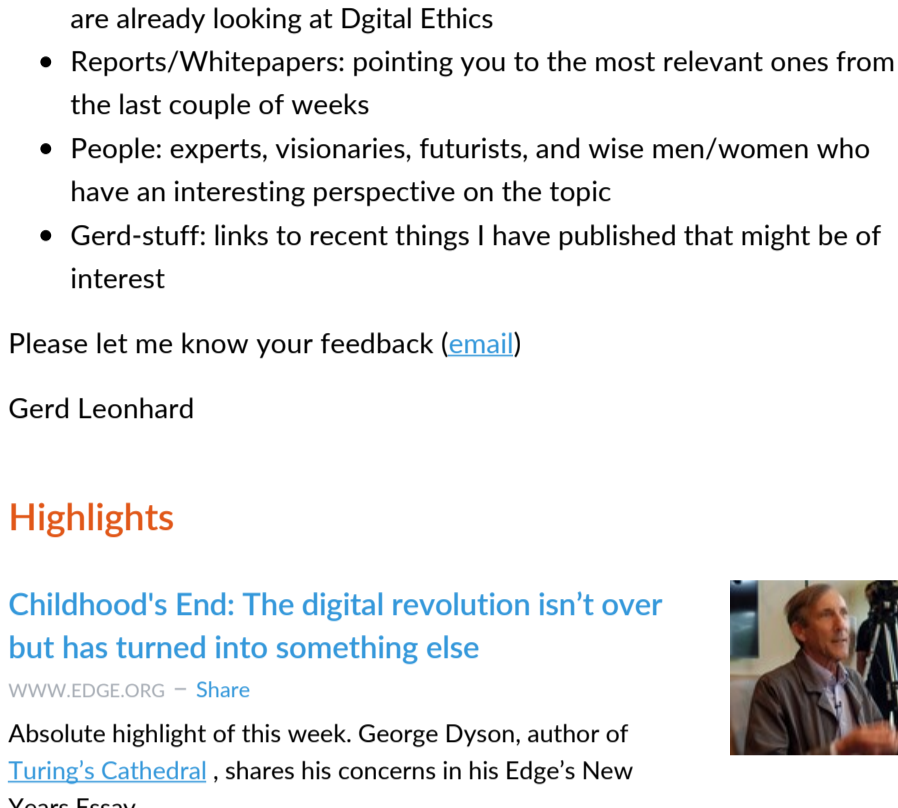 are already looking at Dgital Ethics
Reports/Whitepapers: pointing you to the most relevant ones from
the last couple of weeks
People: experts, visionaries, futurists, and wise men/women who
have an interesting perspective on the topic
Gerd-stuff: links to recent things I have published that might be of
interest
Please let me know your feedback (email)
Gerd Leonhard
Highlights
Childhood's End: The digital revolution isn’t over
but has turned into something else
WWW.EDGE.ORG – Share
Absolute highlight of this week. George Dyson, author of
Turing’s Cathedral , shares his concerns in his Edge’s New
Years Essay